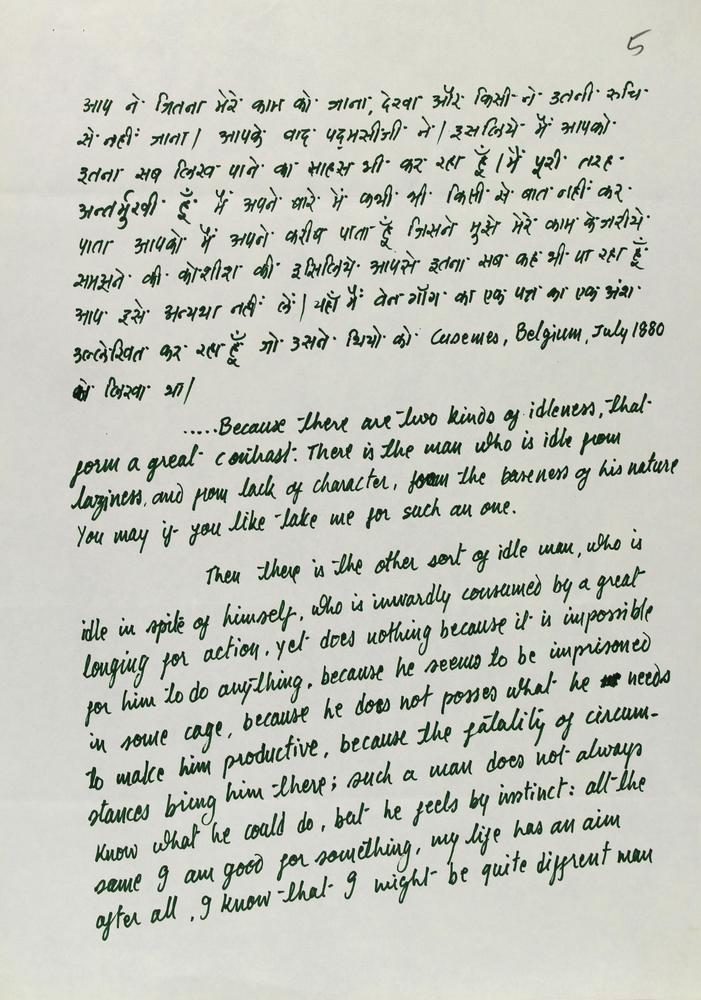 5
आप ने जितना मेरे काम को जाना, देखा और किसी ने उतनी रुचि
से नहीं जाना। आपके बाद पद्मसीजी ने। इसलिये मैं आपको
इतना सब लिख पाने का साहस भी कर रहा हूँ। मैं पूरी तरह
अन्तर्मुखी हूँ मैं अपने बारे में कभी भी किसी से बात नहीं कर
पाता आपको मैं अपने करीब पाता हूँ जिसने मुझे मेरे काम के जरीये
समझने की कोशीश की इसिलिये आपसे इतना सब कह भी पा रहा हूँ
आप इसे अन्यथा नहीं लें। यहाँ मैं वेन गॉग का एक पत्र का एक अंश
उल्लेखित कर रहा हूँ जो उसने थियो को Cusemes, Belgium, July 1880
को लिखा था।
.....Because there are two kinds of idleness, that
form a great contrast. There is the man who is idle from
laziness, and from lack of character, from the baseness of his nature
You may if you like take me for such an one.
Then there is the other sort of idle man, who is
idle in spite of himself, who is inwardly consumed by a great
longing for action, yet does nothing because it is impossible
for him to do anything, because he seems to be imprisoned
in some cage, because he does not posses what he needs
to make him productive, because the fatality of circum-
stances bring him there; such a man does not always
know what he could do, but he feels by instinct: all the
same I am good for something, my life has an aim
after all, I know that I might be quite diffrent man